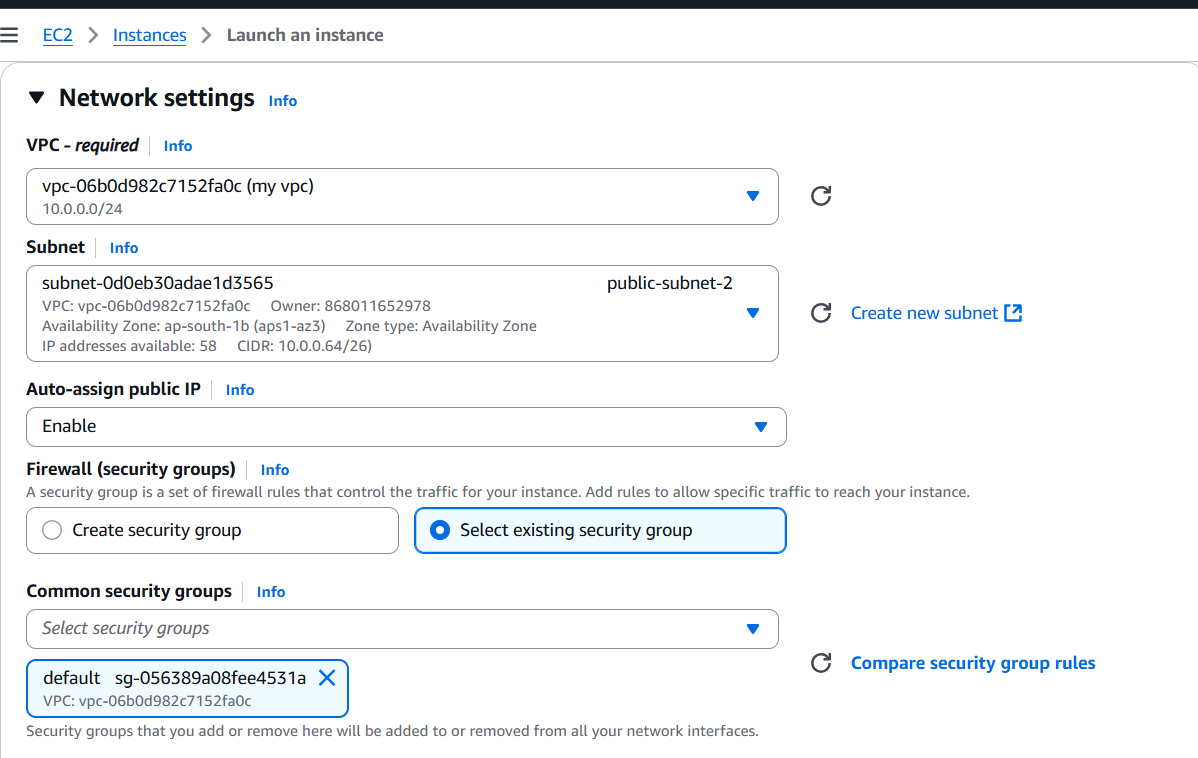 EC2 > Instances > Launch an instance
Network settings Info
VPC - required Info
vpc-06b0d982c7152fa0c (my vpc)
10.0.0.0/24
Subnet Info
subnet-0d0eb30adae1d3565 public-subnet-2
VPC: vpc-06b0d982c7152fa0c Owner: 868011652978
Availability Zone: ap-south-1b (aps1-az3) Zone type: Availability Zone
IP addresses available: 58 CIDR: 10.0.0.64/26)
Create new subnet
Auto-assign public IP Info
Enable
Firewall (security groups) Info
A security group is a set of firewall rules that control the traffic for your instance. Add rules to allow specific traffic to reach your instance.
Create security group Select existing security group
Common security groups Info
Select security groups
default sg-056389a08fee4531a
VPC: vpc-06b0d982c7152fa0c
Compare security group rules
Security groups that you add or remove here will be added to or removed from all your network interfaces.